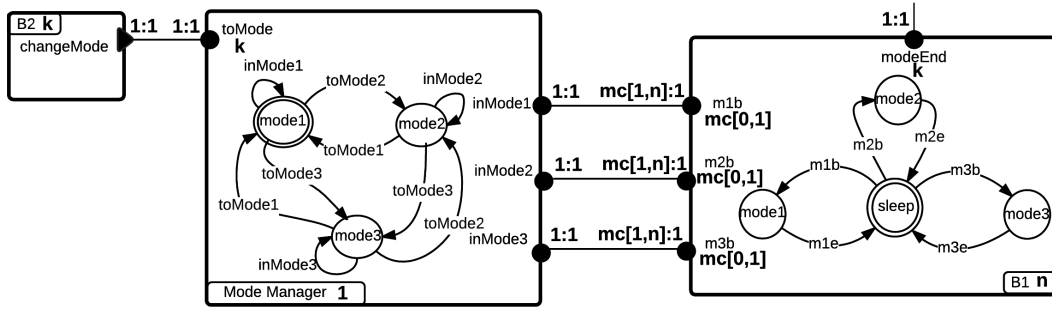 B2 k
changeMode
1:1
1:1
toMode
k
inMode1
toMode2
inMode2
mode1
mode2
toMode1
toMode3
toMode3
toMode1
toMode2
mode3
inMode3
Mode Manager 1
inMode1
1:1
mc[1,n]:1
inMode2
1:1
mc[1,n]:1
inMode3
1:1
mc[1,n]:1
1:1
modeEnd
k
m1b
mc[0,1]
m2b
mc[0,1]
m3b
mc[0,1]
mode2
m2b
m2e
m1b
m3b
mode1
sleep
mode3
m1e
m3e
B1 n